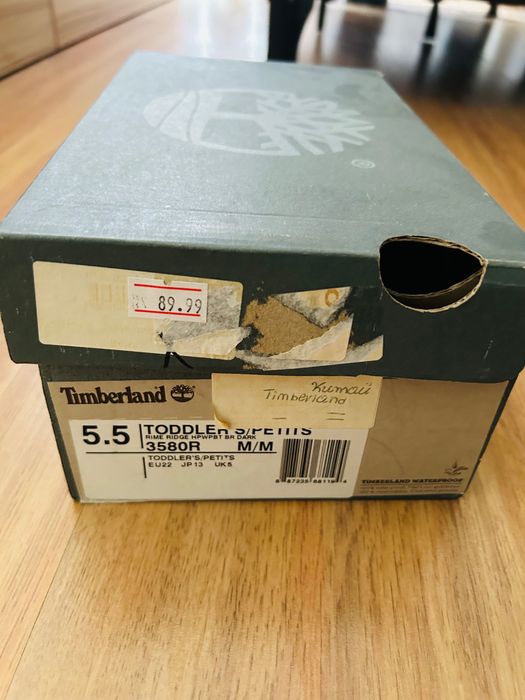 ®
89.99
Timberland
Kumail
Timberland
5.5
TODDLER'S/PETITS
RIME RIDGE HPWPBT BR DARK
3580R M/M
TODDLER'S/PETITS
EU22 JP13 UK5
TIMBERLAND WATERPROOF